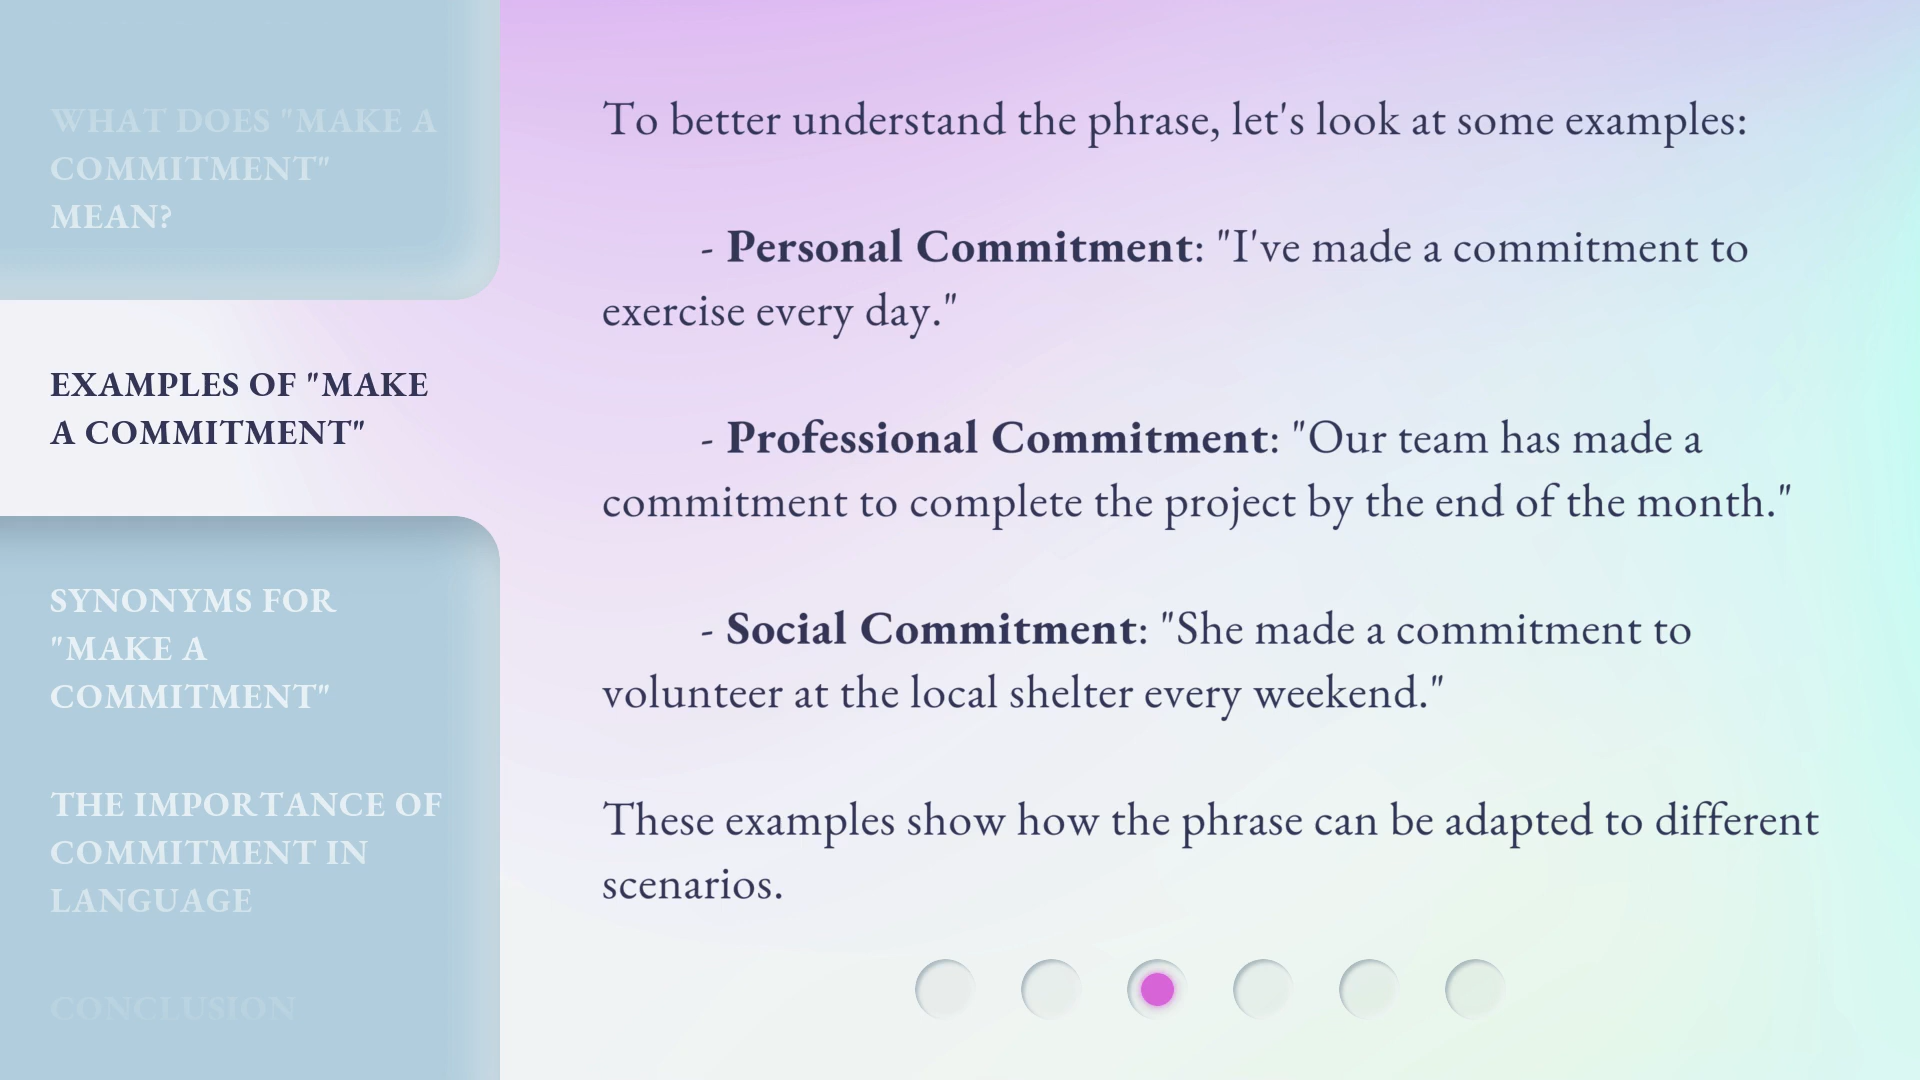 WHAT DOES "MAKE A
COMMITMENT"
MEAN?
EXAMPLES OF "MAKE
A COMMITMENT"
SYNONYMS FOR
"MAKE A
COMMITMENT"
THE IMPORTANCE OF
COMMITMENT IN
LANGUAGE
CONCLUSION
To better understand the phrase, let's look at some examples:
- Personal Commitment: "I've made a commitment to
exercise every day."
- Professional Commitment: "Our team has made a
commitment to complete the project by the end of the month."
- Social Commitment: "She made a commitment to
volunteer at the local shelter every weekend."
These examples show how the phrase can be adapted to different
scenarios.